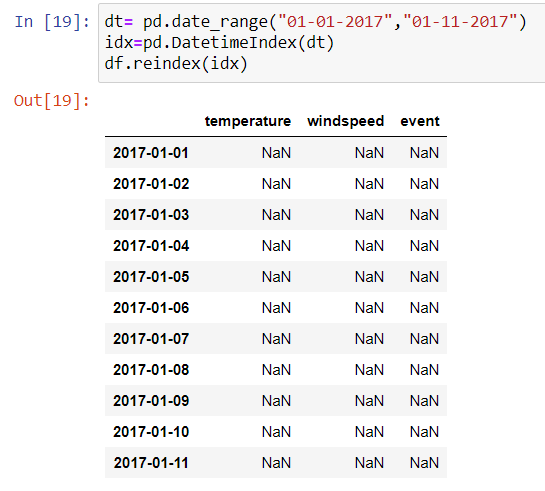 In [19]: dt= pd.date_range("01-01-2017","01-11-2017")
idx=pd.DatetimeIndex(dt)
df.reindex(idx)
Out[19]:
temperature windspeed event
2017-01-01 NaN NaN NaN
2017-01-02 NaN NaN NaN
2017-01-03 NaN NaN NaN
2017-01-04 NaN NaN NaN
2017-01-05 NaN NaN NaN
2017-01-06 NaN NaN NaN
2017-01-07 NaN NaN NaN
2017-01-08 NaN NaN NaN
2017-01-09 NaN NaN NaN
2017-01-10 NaN NaN NaN
2017-01-11 NaN NaN NaN